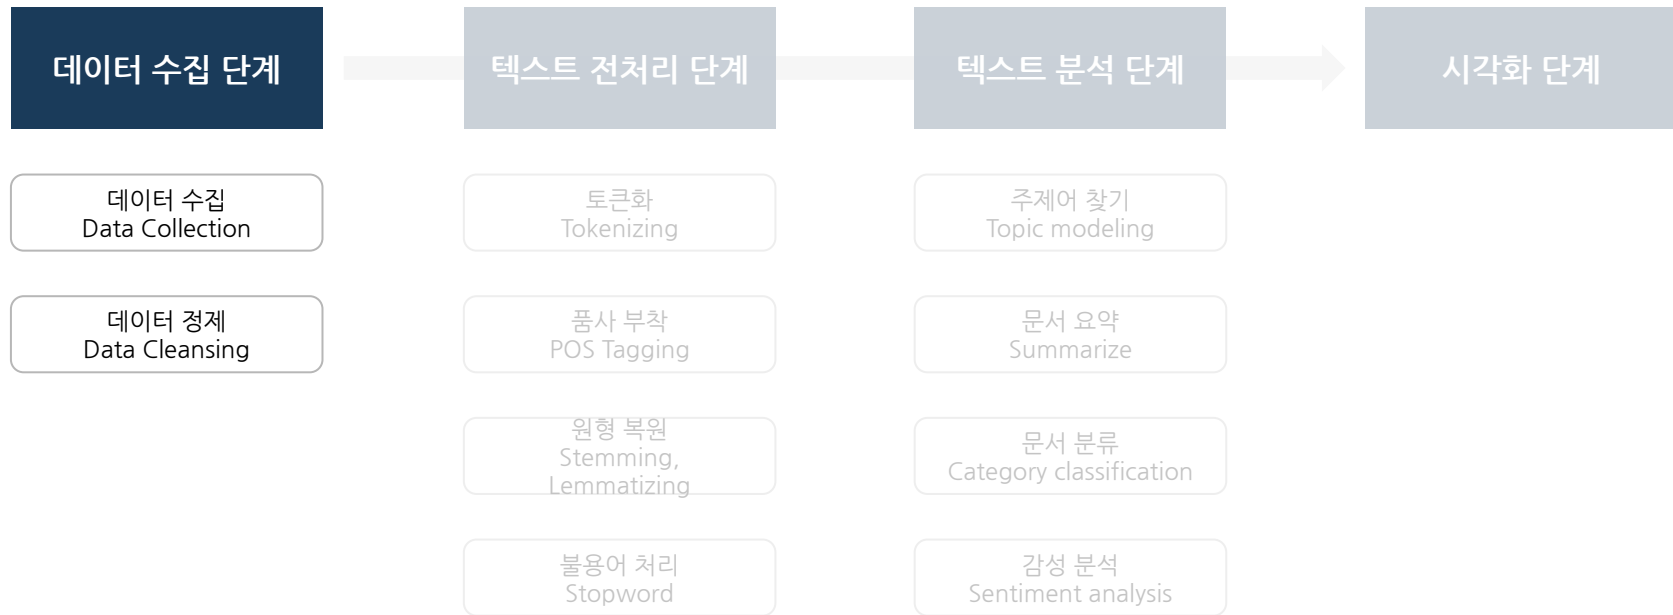 데이터 수집 단계
텍스트 전처리 단계
텍스트 분석 단계
시각화 단계
데이터 수집
Data Collection
데이터 정제
Data Cleansing
토큰화
Tokenizing
품사 부착
POS Tagging
원형 복원
Stemming,
Lemmatizing
불용어 처리
Stopword
주제어 찾기
Topic modeling
문서 요약
Summarize
문서 분류
Category classification
감성 분석
Sentiment analysis